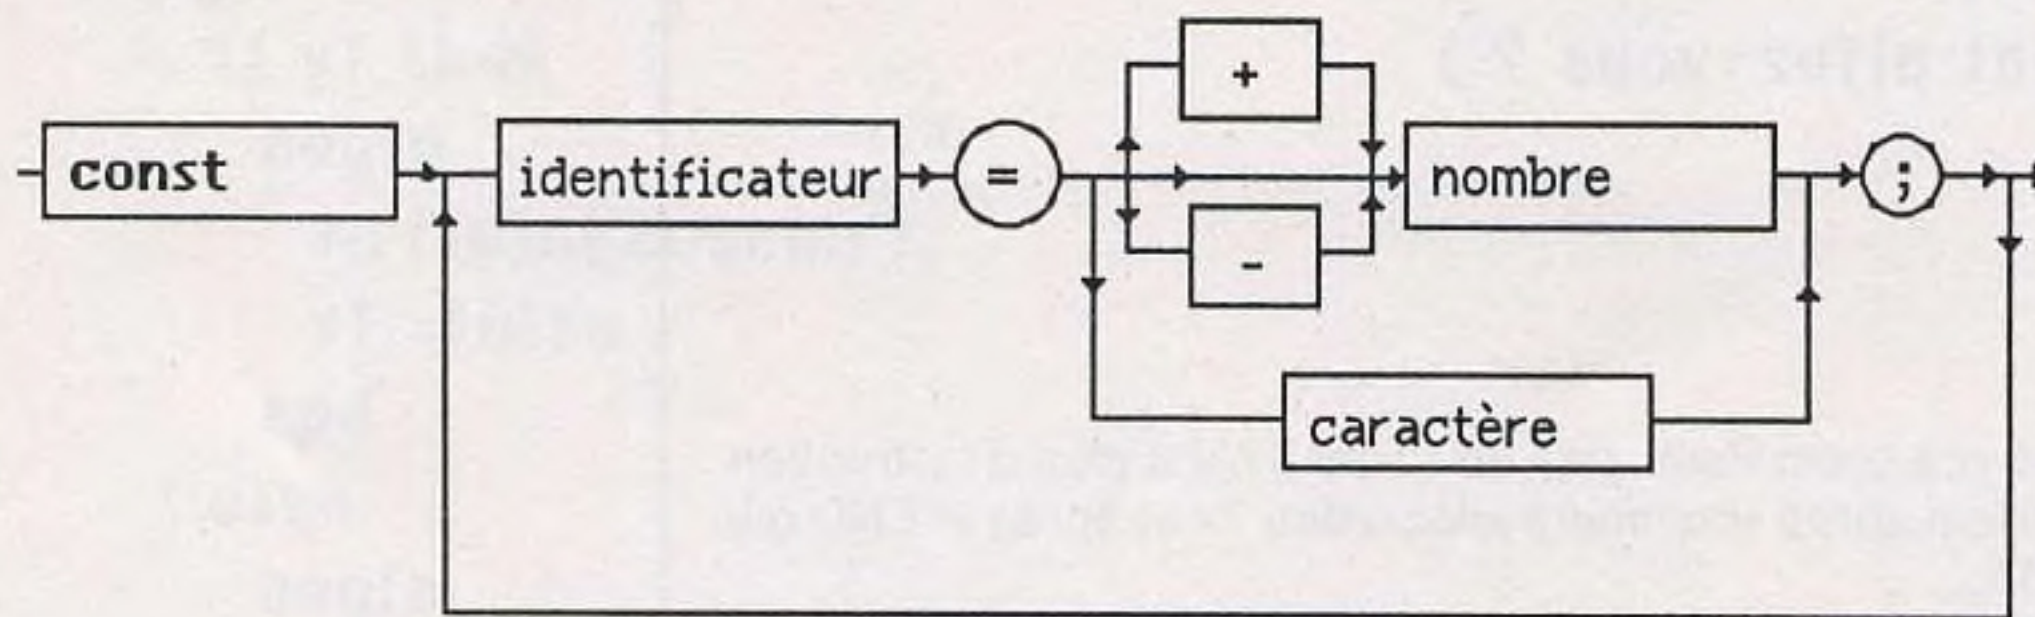 +
const identificateur = nombre ;
-
caractère